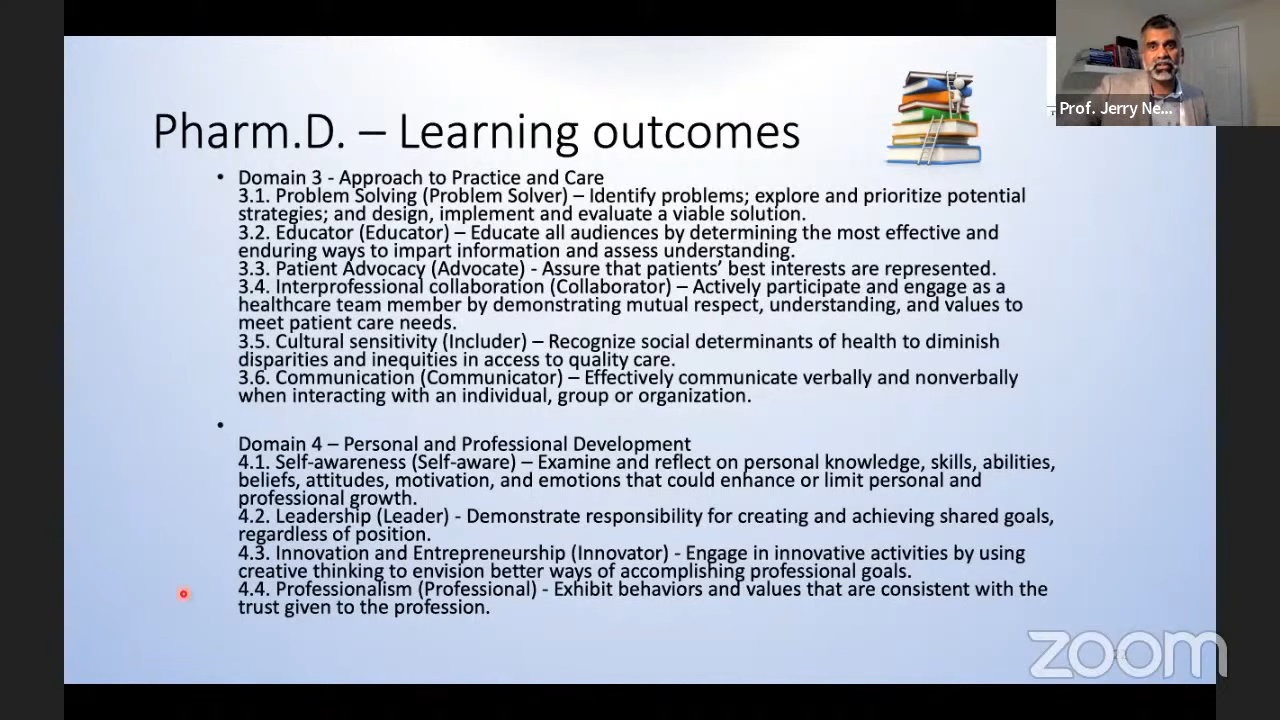 Prof. Jerry Ne...
Pharm.D. – Learning outcomes
• Domain 3 - Approach to Practice and Care
3.1. Problem Solving (Problem Solver) – Identify problems; explore and prioritize potential
strategies; and design, implement and evaluate a viable solution.
3.2. Educator (Educator) – Educate all audiences by determining the most effective and
enduring ways to impart information and assess understanding.
3.3. Patient Advocacy (Advocate) - Assure that patients’ best interests are represented.
3.4. Interprofessional collaboration (Collaborator) – Actively participate and engage as a
healthcare team member by demonstrating mutual respect, understanding, and values to
meet patient care needs.
3.5. Cultural sensitivity (Includer) – Recognize social determinants of health to diminish
disparities and inequities in access to quality care.
3.6. Communication (Communicator) – Effectively communicate verbally and nonverbally
when interacting with an individual, group or organization.
•
Domain 4 – Personal and Professional Development
4.1. Self-awareness (Self-aware) – Examine and reflect on personal knowledge, skills, abilities,
beliefs, attitudes, motivation, and emotions that could enhance or limit personal and
professional growth.
4.2. Leadership (Leader) - Demonstrate responsibility for creating and achieving shared goals,
regardless of position.
4.3. Innovation and Entrepreneurship (Innovator) - Engage in innovative activities by using
creative thinking to envision better ways of accomplishing professional goals.
4.4. Professionalism (Professional) - Exhibit behaviors and values that are consistent with the
trust given to the profession.
zoom